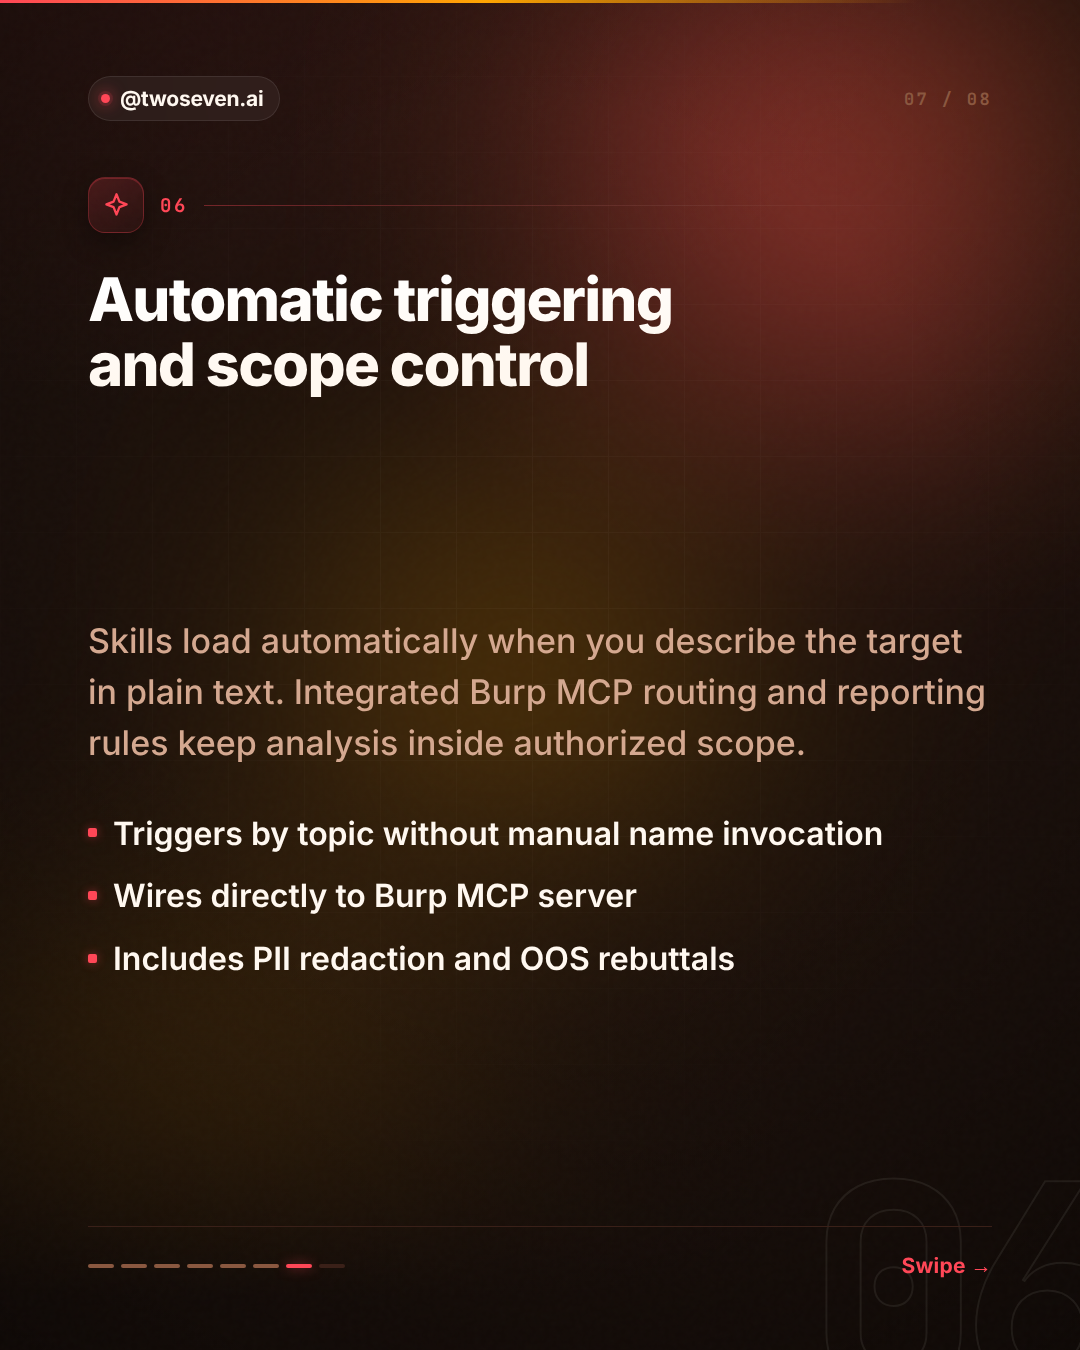 @twoseven.ai
07 / 08
06
Automatic triggering
and scope control
Skills load automatically when you describe the target
in plain text. Integrated Burp MCP routing and reporting
rules keep analysis inside authorized scope.
Triggers by topic without manual name invocation
Wires directly to Burp MCP server
Includes PII redaction and OOS rebuttals
Swipe →
06